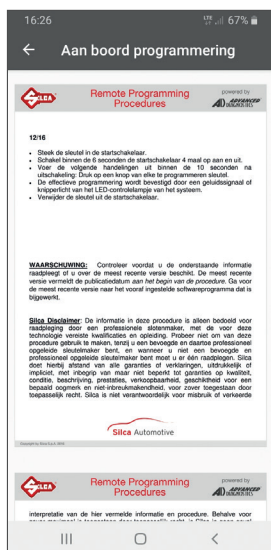 16:26 LTE 67%
← Aan boord programmering
SILCA
Remote Programming
Procedures
powered by
ADVANCED
DIAGNOSTICS
12/16
• Steek de sleutel in de startschakelaar.
• Schakel binnen de 6 seconden de startschakelaar 4 maal op aan en uit.
• Voer de volgende handelingen uit binnen de 10 seconden na
uitschakeling: Druk op een knop van elke te programmeren sleutel.
• De effectieve programmering wordt bevestigd door een geluidssignaal of
knipperlicht van het LED-controlelampje van het systeem.
• Verwijder de sleutel uit de startschakelaar.
WAARSCHUWING: Controleer voordat u de onderstaande informatie
raadpleegt of u over de meest recente versie beschikt. De meest recente
versie vermeldt de publicatiedatum aan het begin van de procedure. Ga voor
de meest recente versie naar het vooraf ingestelde softwareprogramma dat is
bijgewerkt.
Silca Disclaimer: De in deze procedure informatie is alleen bedoeld voor
raadpleging door een professionele slotenmaker, met de voor deze
technologie vereiste kwalificaties en opleiding. Probeer niet om van deze
procedure gebruik te maken, tenzij u een bevoegde en daartoe professioneel
opgeleide sleutelmaker bent, en wanneer u niet een bevoegde en
professioneel opgeleide sleutelmaker bent moet u er één raadplegen. Silca
doet hierbij afstand van alle garanties of verklaringen, uitdrukkelijk of
impliciet, met inbegrip van maar niet beperkt tot garanties op kwaliteit,
conditie, beschrijving, prestaties, verkoopbaarheid, geschiktheid voor een
bepaald oogmerk en niet-inbreukmakendheid, voor zover toegestaan door
toepasselijk recht. Silca is niet verantwoordelijk voor misbruik of verkeerde
Silca Automotive
SILCA
Remote Programming
Procedures
powered by
ADVANCED
DIAGNOSTICS
interpretatie van de hier vermelde informatie en procedure. Behalve voor